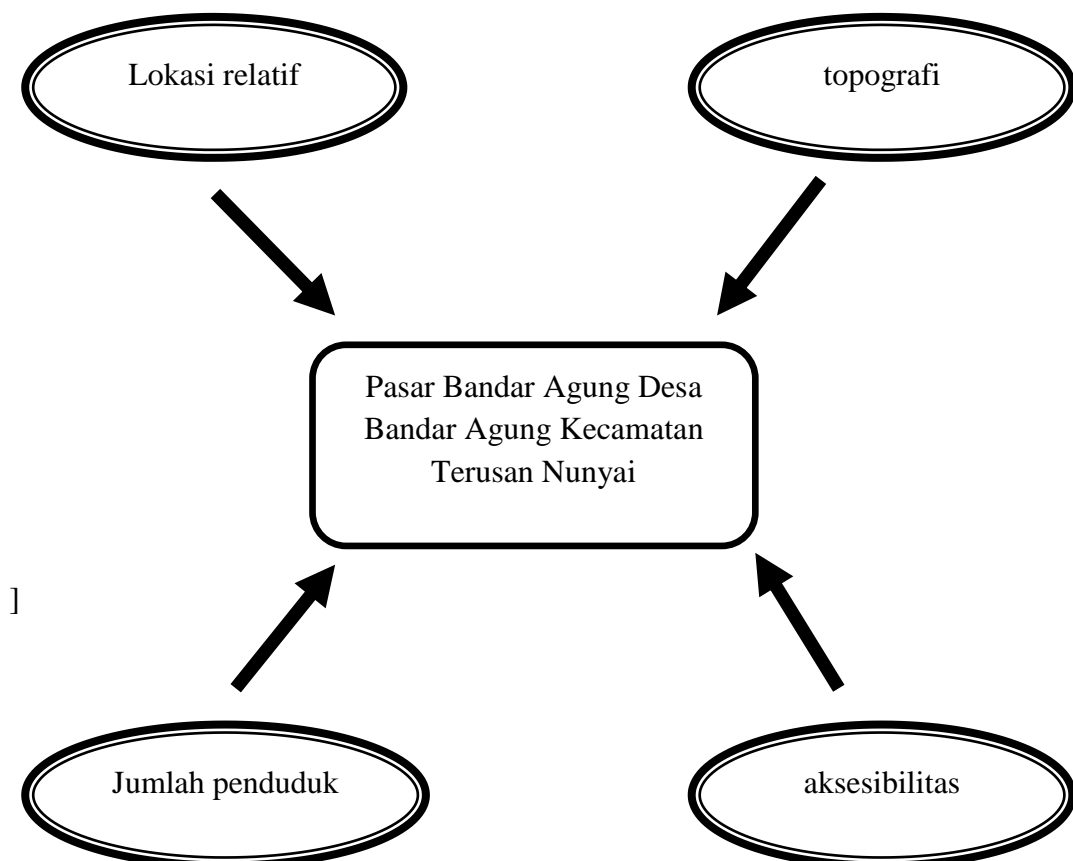 Lokasi relatif
topografi
Pasar Bandar Agung Desa
Bandar Agung Kecamatan
Terusan Nunyai
]
Jumlah penduduk
aksesibilitas